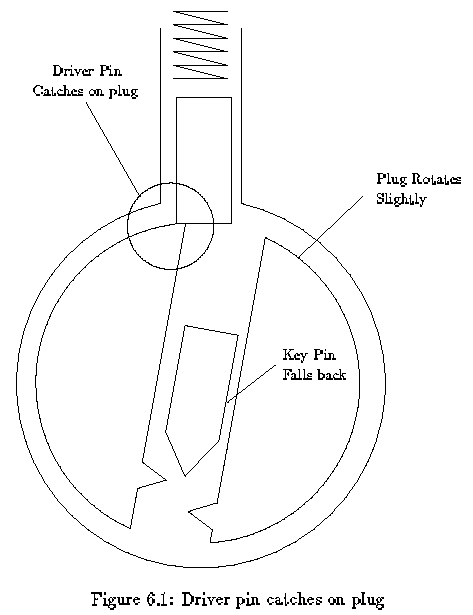 Driver Pin
Catches on plug
Plug Rotates
Slightly
Key Pin
Falls back
Figure 6.1: Driver pin catches on plug